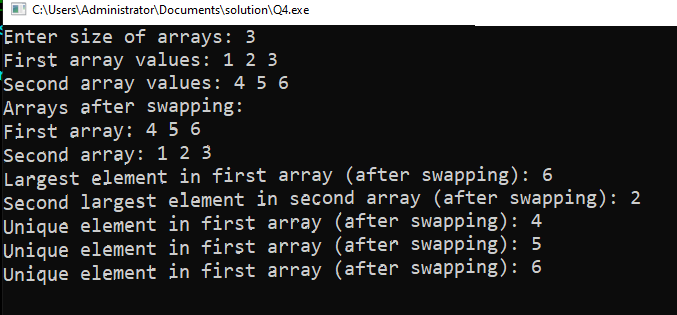 C:\Users\Administrator\Documents\solution\Q4.exe
Enter size of arrays: 3
First array values: 1 2 3
Second array values: 4 5 6
Arrays after swapping:
First array: 4 5 6
Second array: 1 2 3
Largest element in first array (after swapping): 6
Second largest element in second array (after swapping): 2
Unique element in first array (after swapping): 4
Unique element in first array (after swapping): 5
Unique element in first array (after swapping): 6